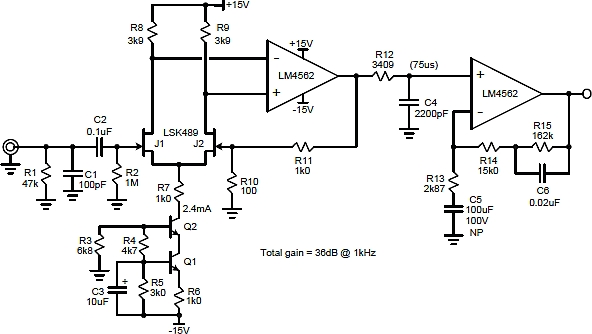 +15V
R8
3k9
R9
3k9
+15V
-
LM4562
+
-15V
R12
3409
(75us)
+
LM4562
-
C4
2200pF
C2
0.1uF
LSK489
J1
J2
R11
1k0
R15
162k
R14
15k0
C6
0.02uF
R13
2k87
C5
100uF
100V
NP
R1
47k
C1
100pF
R2
1M
R7
1k0
R10
100
2.4mA
Q2
R3
6k8
R4
4k7
Q1
Total gain = 36dB @ 1kHz
+
C3
10uF
R5
3k0
R6
1k0
-15V